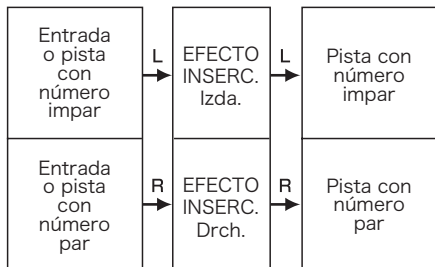 Entrada
o pista
con
número
impar
L
EFECTO
INSERC.
Izda.
L
Pista con
número
impar
Entrada
o pista
con
número
par
R
EFECTO
INSERC.
Drch.
R
Pista con
número
par